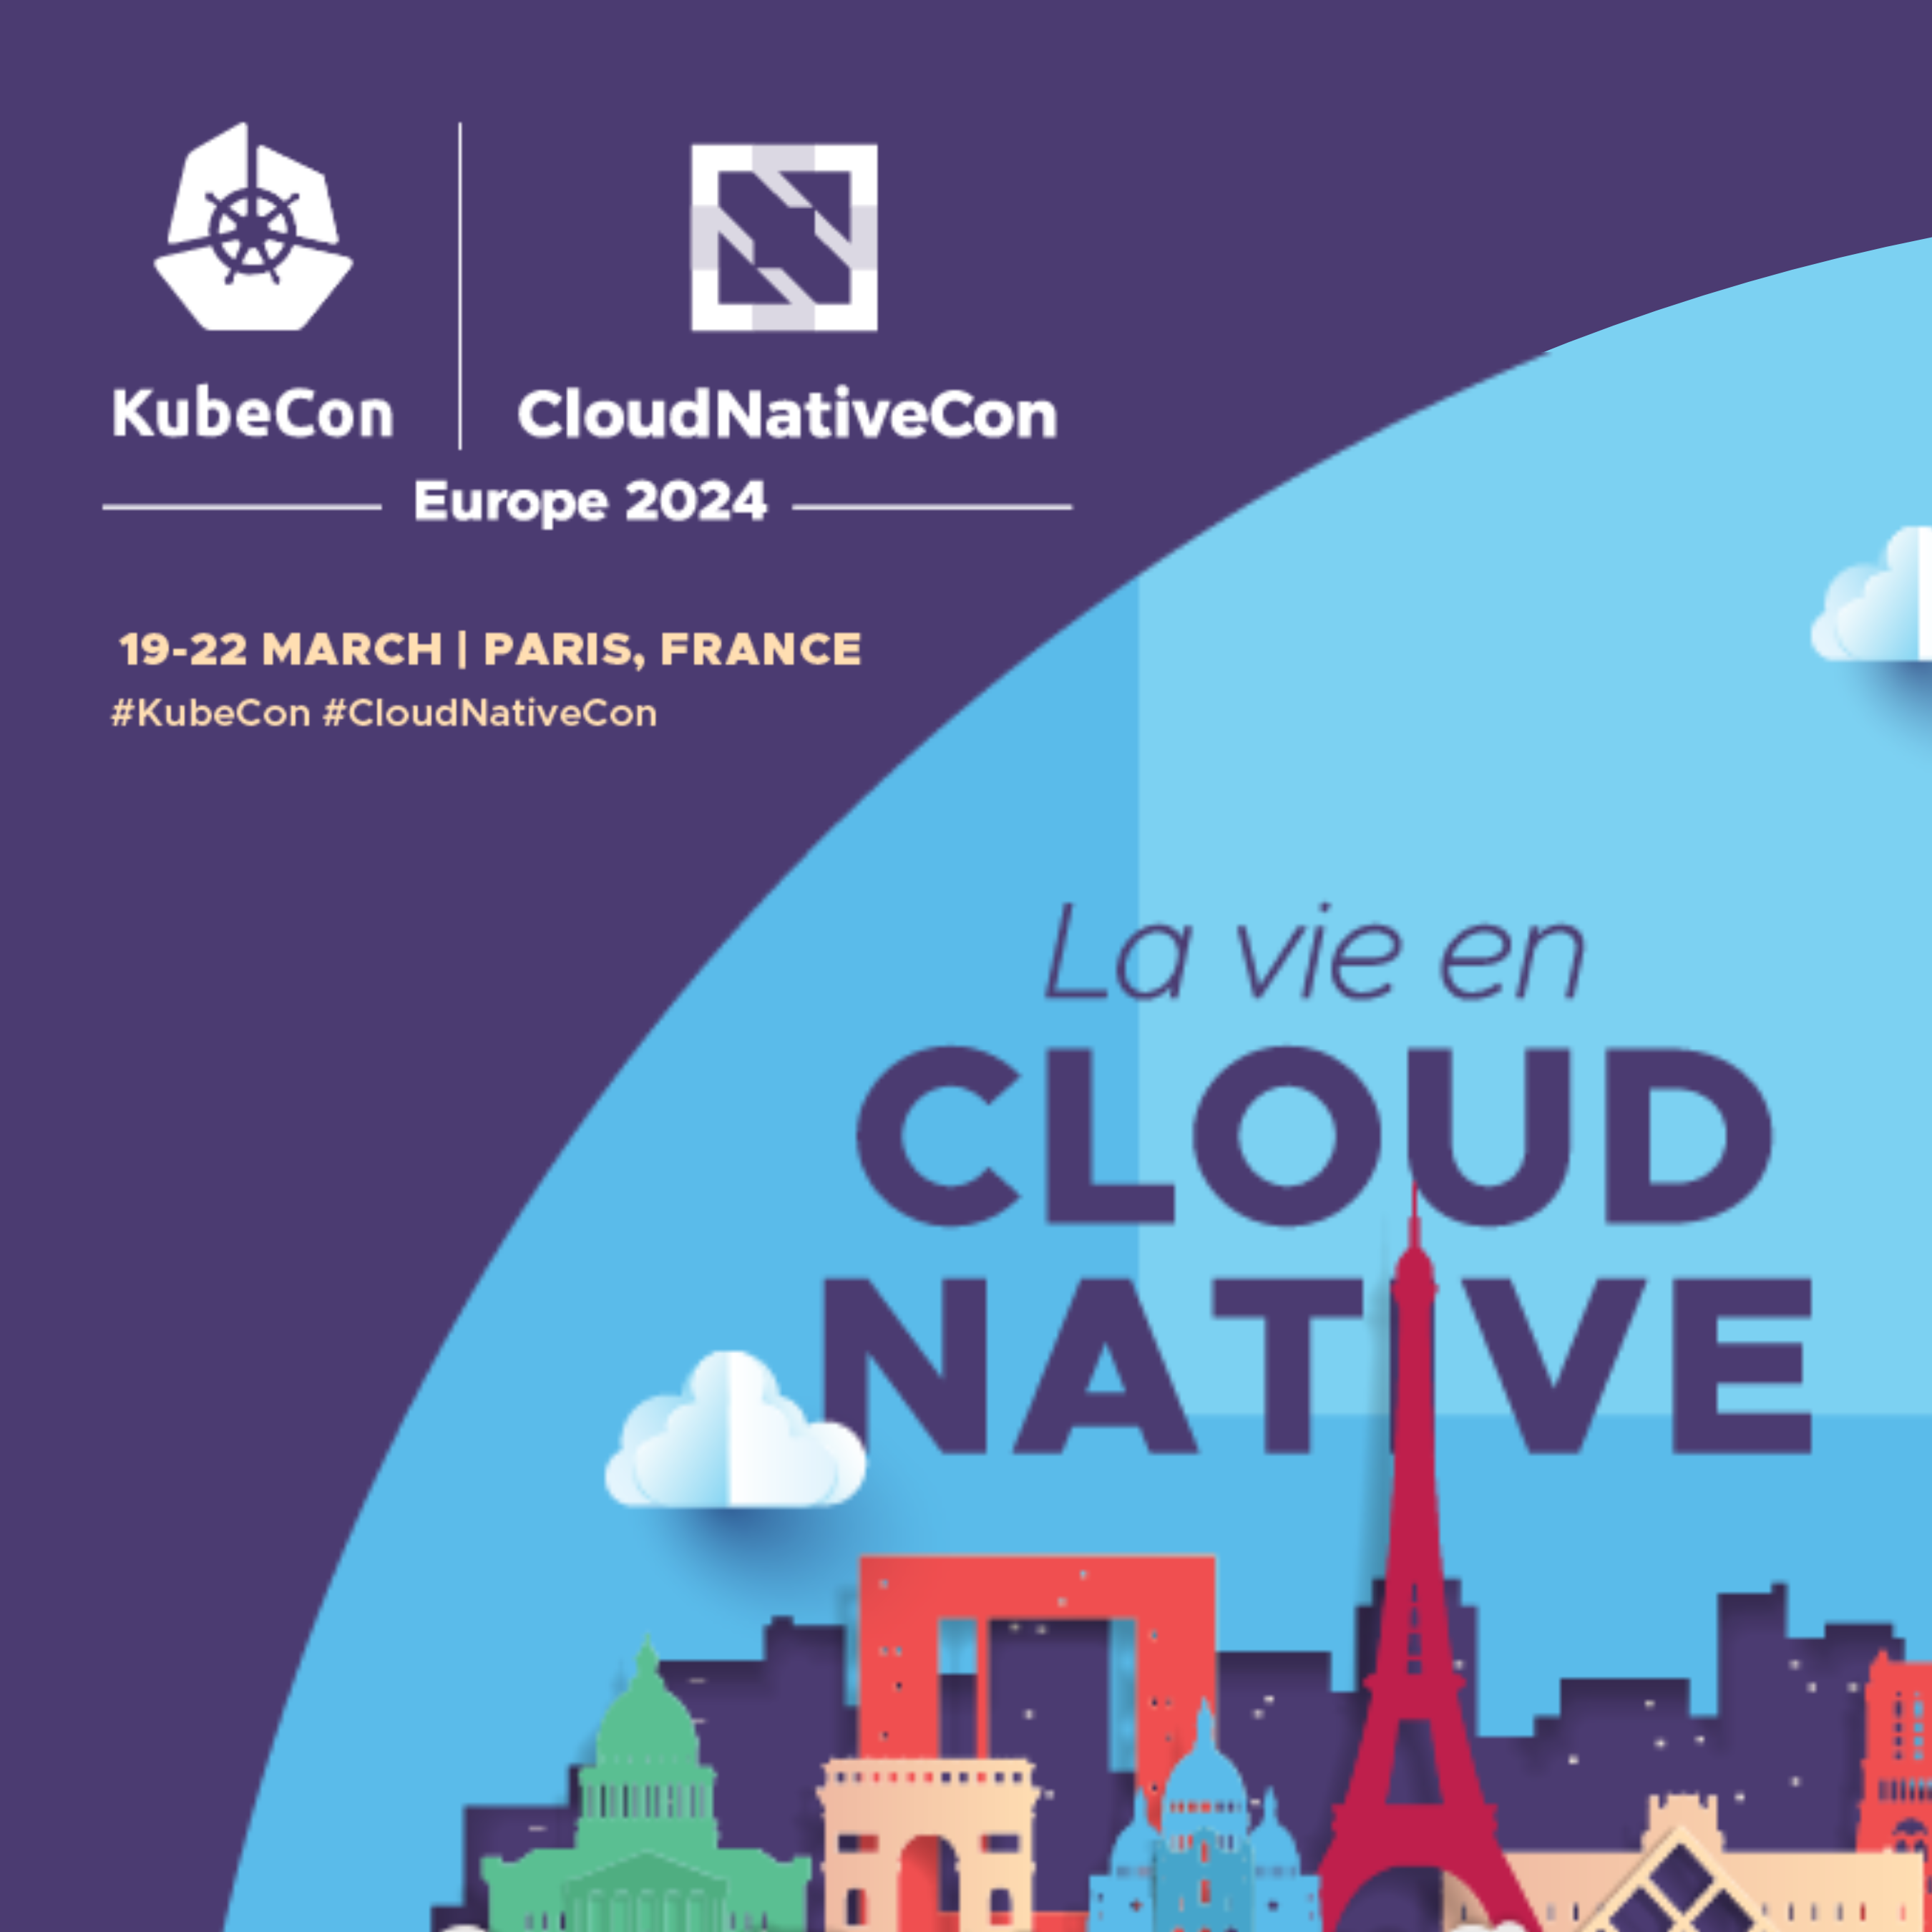 KubeCon
CloudNativeCon
Europe 2024
19-22 MARCH | PARIS, FRANCE
#KubeCon #CloudNativeCon
La vie en
CLOUD
NATIVE